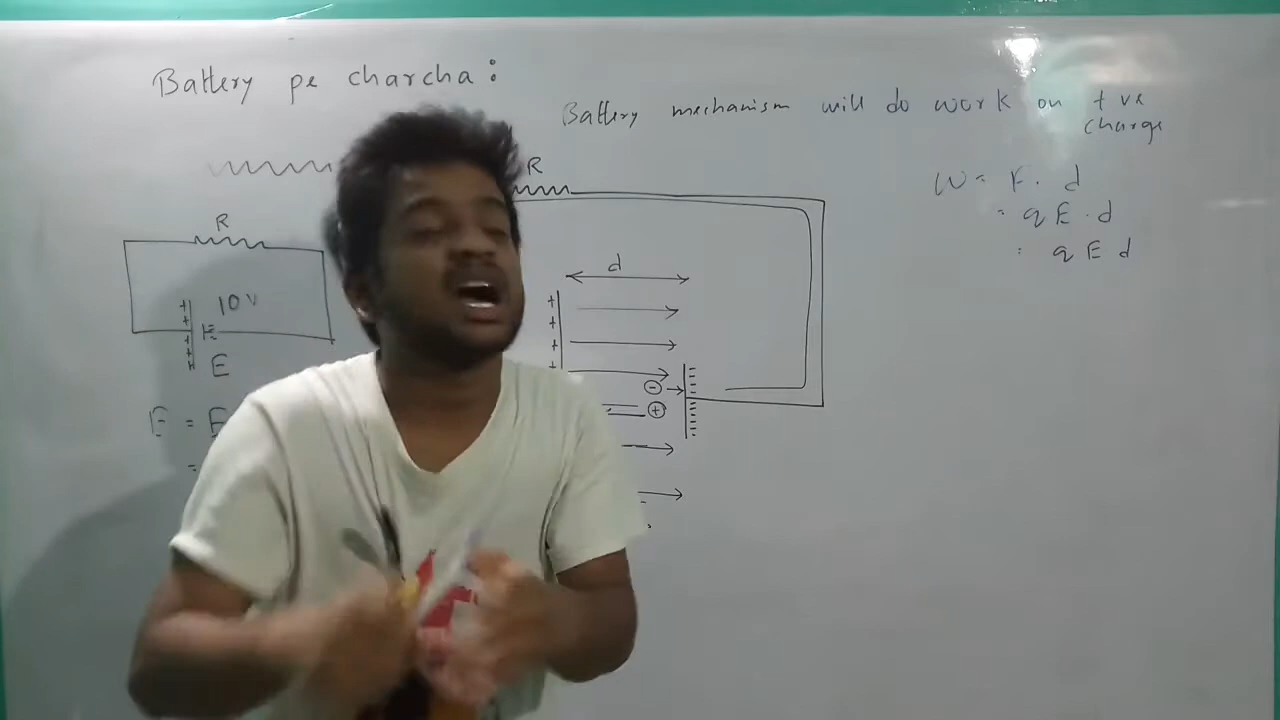 Battery pe charcha:
Battery mechanism will do work on +ve
charge
W = F. d
= qE.d
= qEd
R
R
d
10V
E
E =
=